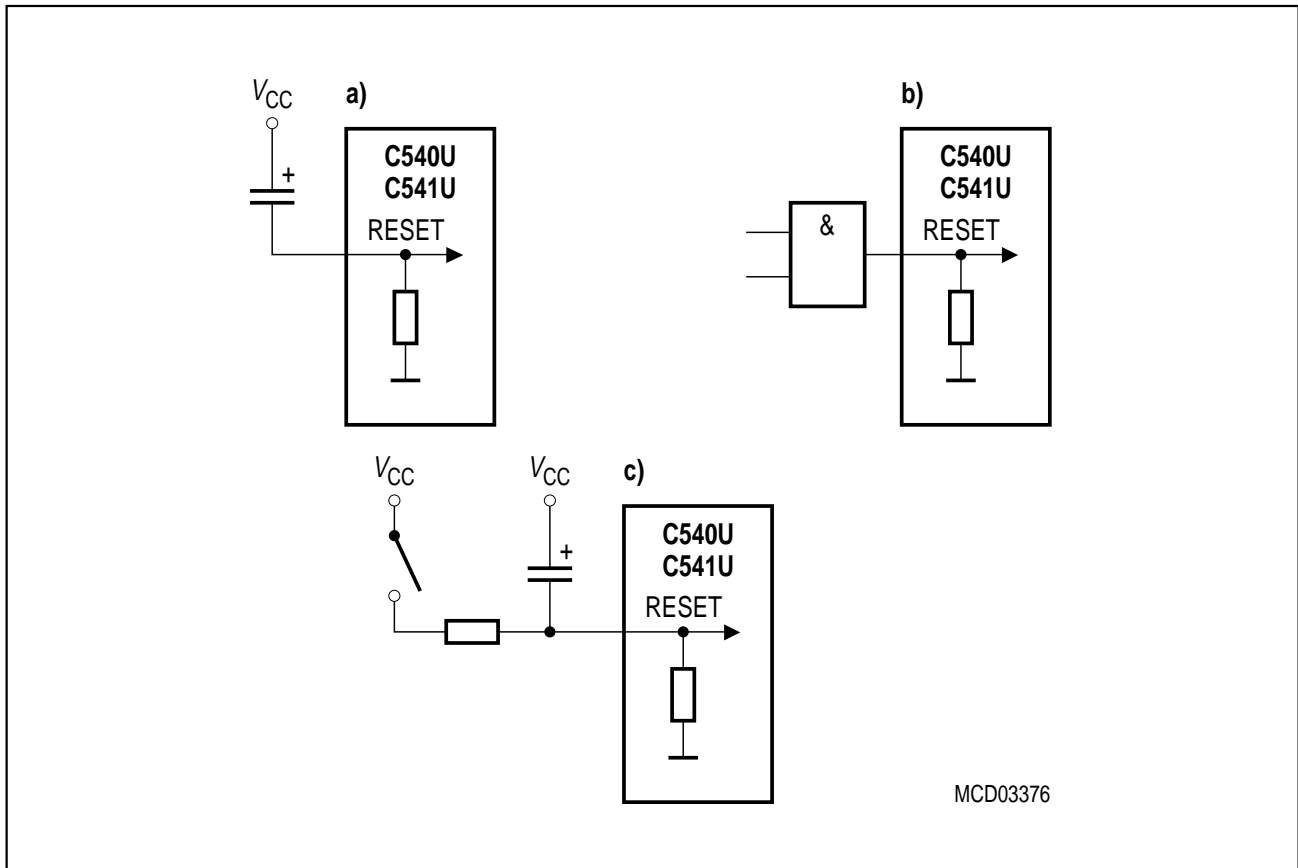 VCC
a)
C540U
C541U
+
RESET
b)
C540U
C541U
&
RESET
VCC
VCC
c)
C540U
C541U
+
RESET
MCD03376